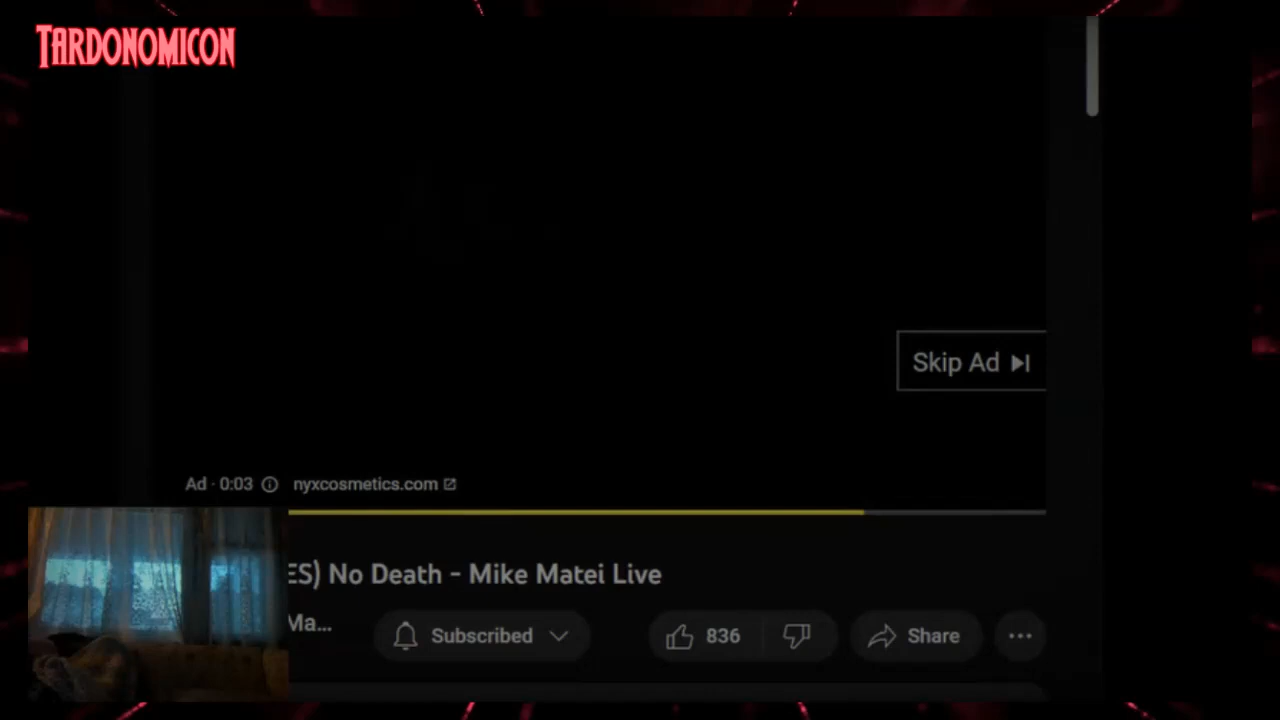 TARDONOMICON
Skip Ad
Ad · 0:03 nyxcosmetics.com
ES) No Death - Mike Matei Live
Ma...
Subscribed
836
Share